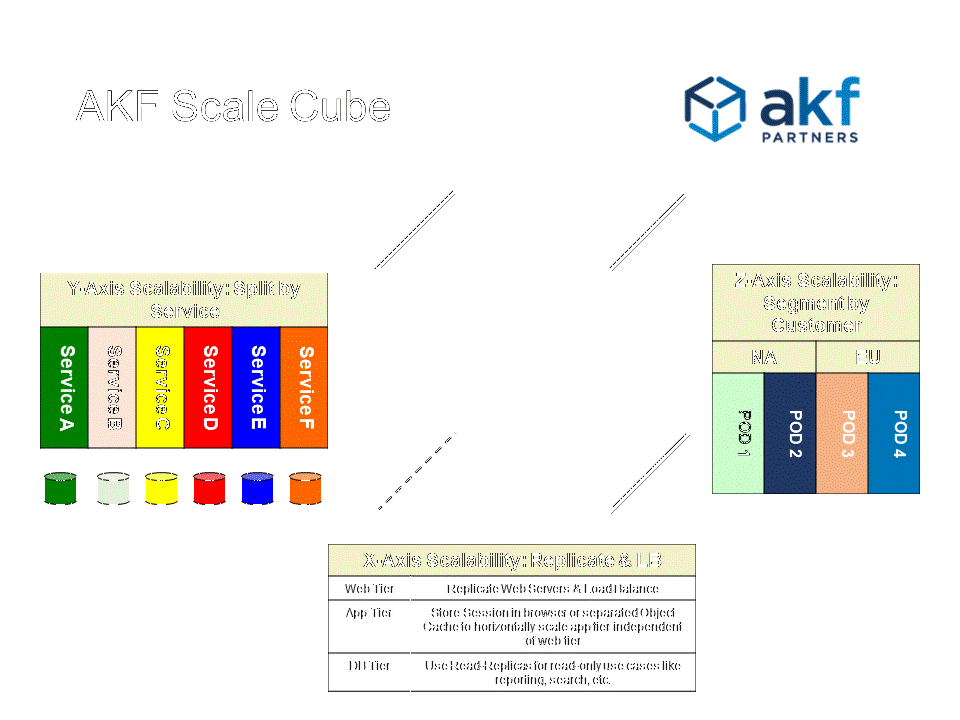 AKF Scale Cube
akf
PARTNERS
Y-Axis Scalability: Split by
Service
Service A
Service B
Service C
Service D
Service E
Service F
Z-Axis Scalability:
Segment by
Customer
NA
EU
POD 1
POD 2
POD 3
POD 4
X-Axis Scalability: Replicate & LB
Web Tier
Replicate Web Servers & Load Balance
App Tier
Store Session in browser or separated Object
Cache to horizontally scale app tier independent
of web tier
DB Tier
Use Read-Replicas for read-only use cases like
reporting, search, etc.